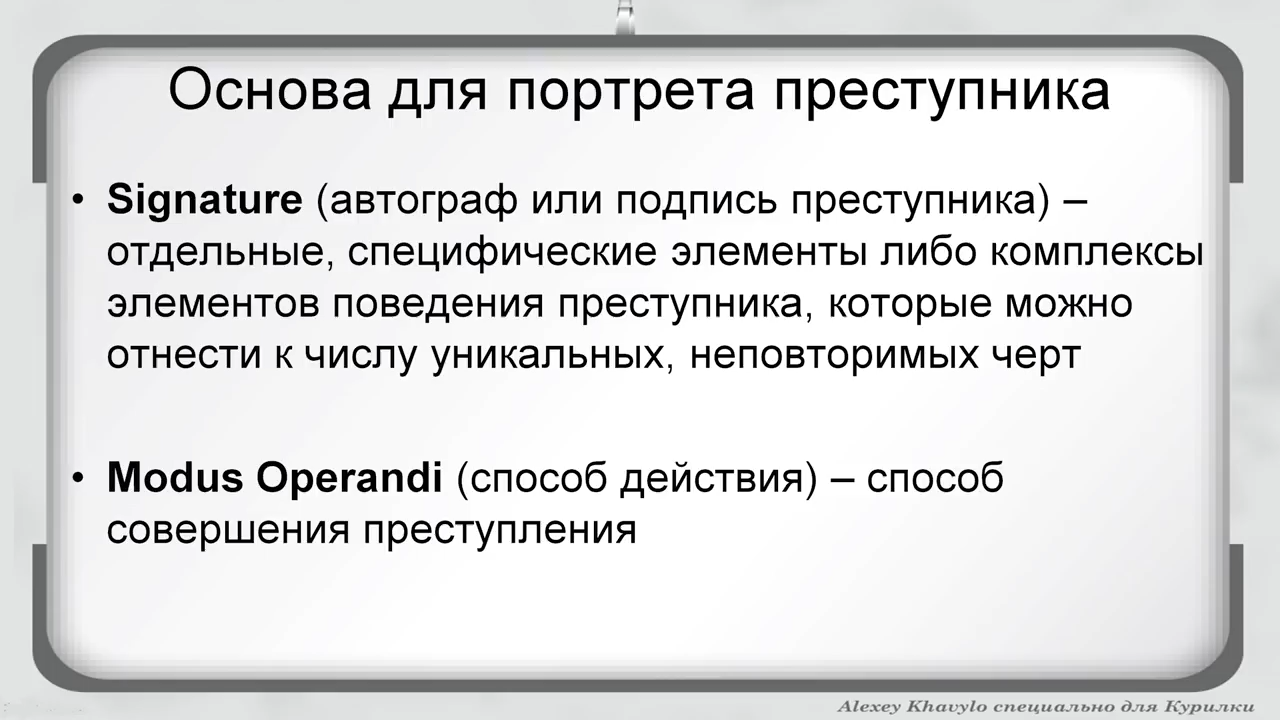 Основа для портрета преступника
• Signature (автограф или подпись преступника) –
отдельные, специфические элементы либо комплексы
элементов поведения преступника, которые можно
отнести к числу уникальных, неповторимых черт
• Modus Operandi (способ действия) – способ
совершения преступления
Alexey Khavylo специально для Курилки